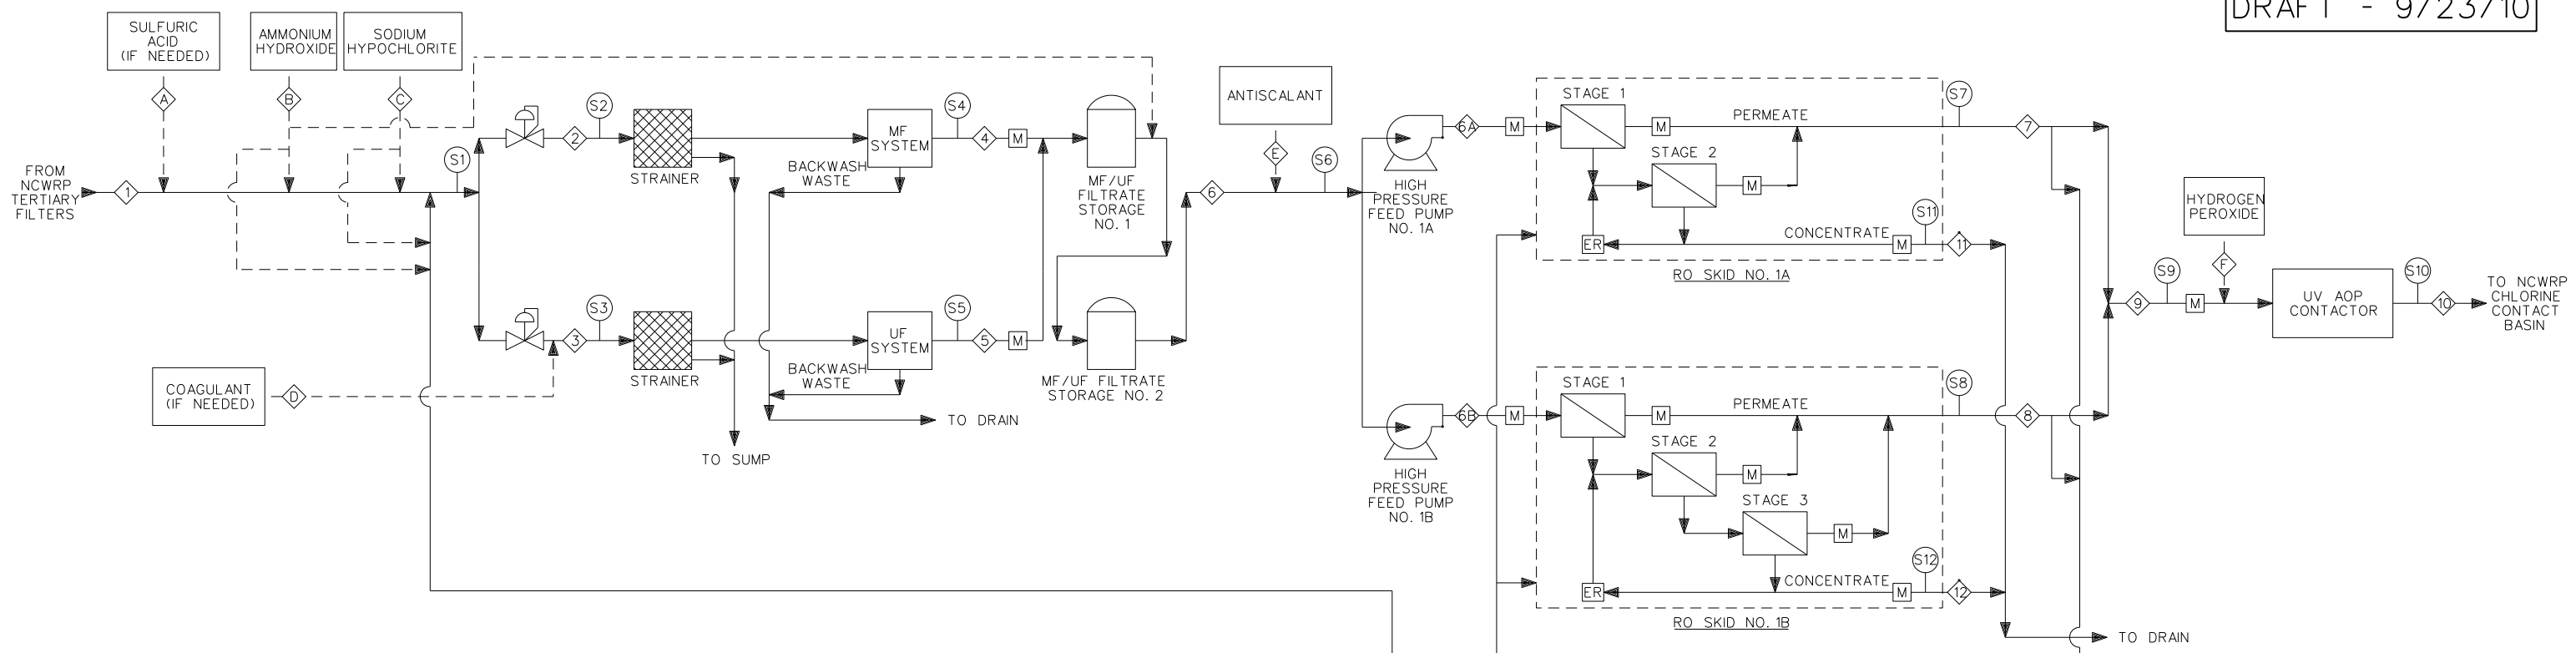 DRAFT - 9/23/10
SULFURIC
ACID
(IF NEEDED)
AMMONIUM
HYDROXIDE
SODIUM
HYPOCHLORITE
A
B
C
FROM
NCWRP
TERTIARY
FILTERS
1
S1
2
S2
STRAINER
MF
SYSTEM
BACKWASH
WASTE
S4
4
M
MF/UF
FILTRATE
STORAGE
NO. 1
3
S3
STRAINER
UF
SYSTEM
BACKWASH
WASTE
S5
5
M
MF/UF FILTRATE
STORAGE NO. 2
COAGULANT
(IF NEEDED)
D
TO SUMP
TO DRAIN
ANTISCALANT
E
6
S6
HIGH
PRESSURE
FEED PUMP
NO. 1A
6A
M
STAGE 1
M
PERMEATE
STAGE 2
M
S7
7
S11
CONCENTRATE
ER
M
11
RO SKID NO. 1A
HIGH
PRESSURE
FEED PUMP
NO. 1B
6B
M
STAGE 1
M
PERMEATE
STAGE 2
M
STAGE 3
M
S8
8
S12
CONCENTRATE
ER
M
12
RO SKID NO. 1B
TO DRAIN
9
S9
M
HYDROGEN
PEROXIDE
F
UV AOP
CONTACTOR
S10
10
TO NCWRP
CHLORINE
CONTACT
BASIN